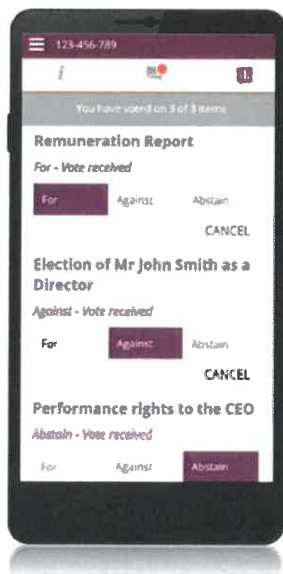 123-456-789
i
You have voted on 3 of 3 items
Remuneration Report
For - Vote received
For Against Abstain
CANCEL
Election of Mr John Smith as a
Director
Against - Vote received
For Against Abstain
CANCEL
Performance rights to the CEO
Abstain - Vote received
For Against Abstain